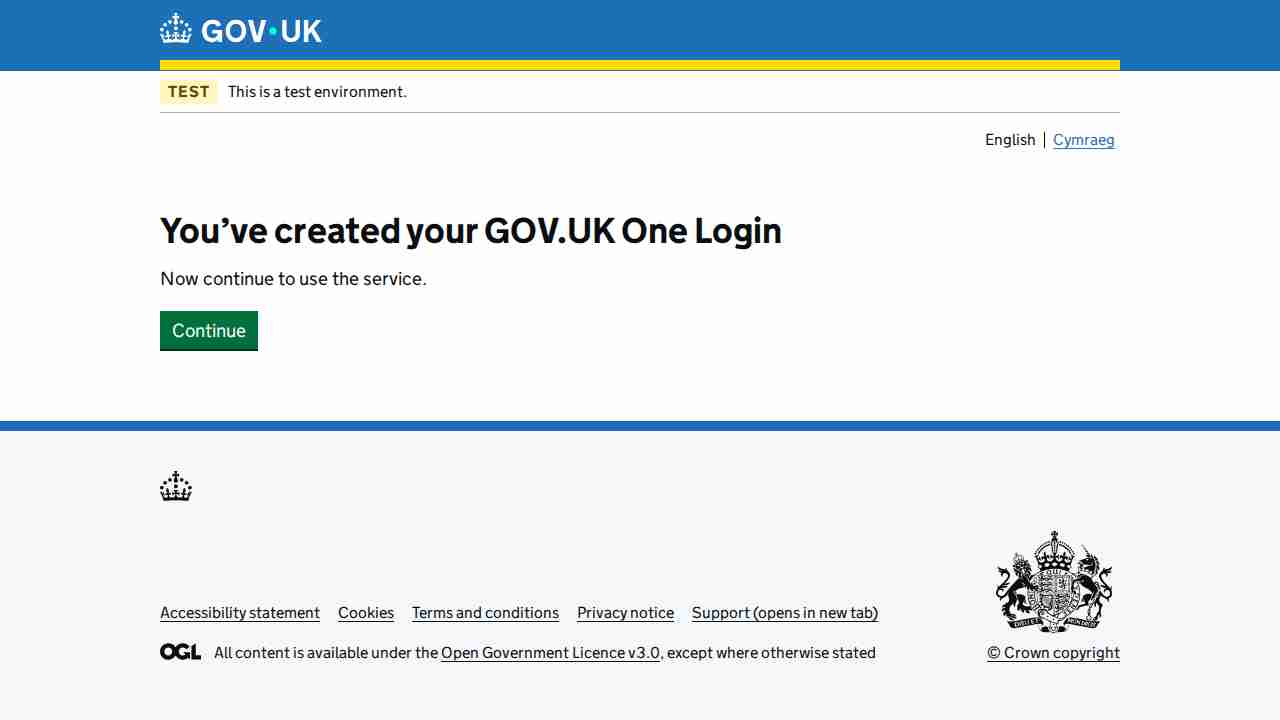 GOV·UK
TEST This is a test environment.
English | Cymraeg
You’ve created your GOV.UK One Login
Now continue to use the service.
Continue
Accessibility statement Cookies Terms and conditions Privacy notice Support (opens in new tab)
OGL All content is available under the Open Government Licence v3.0, except where otherwise stated
© Crown copyright